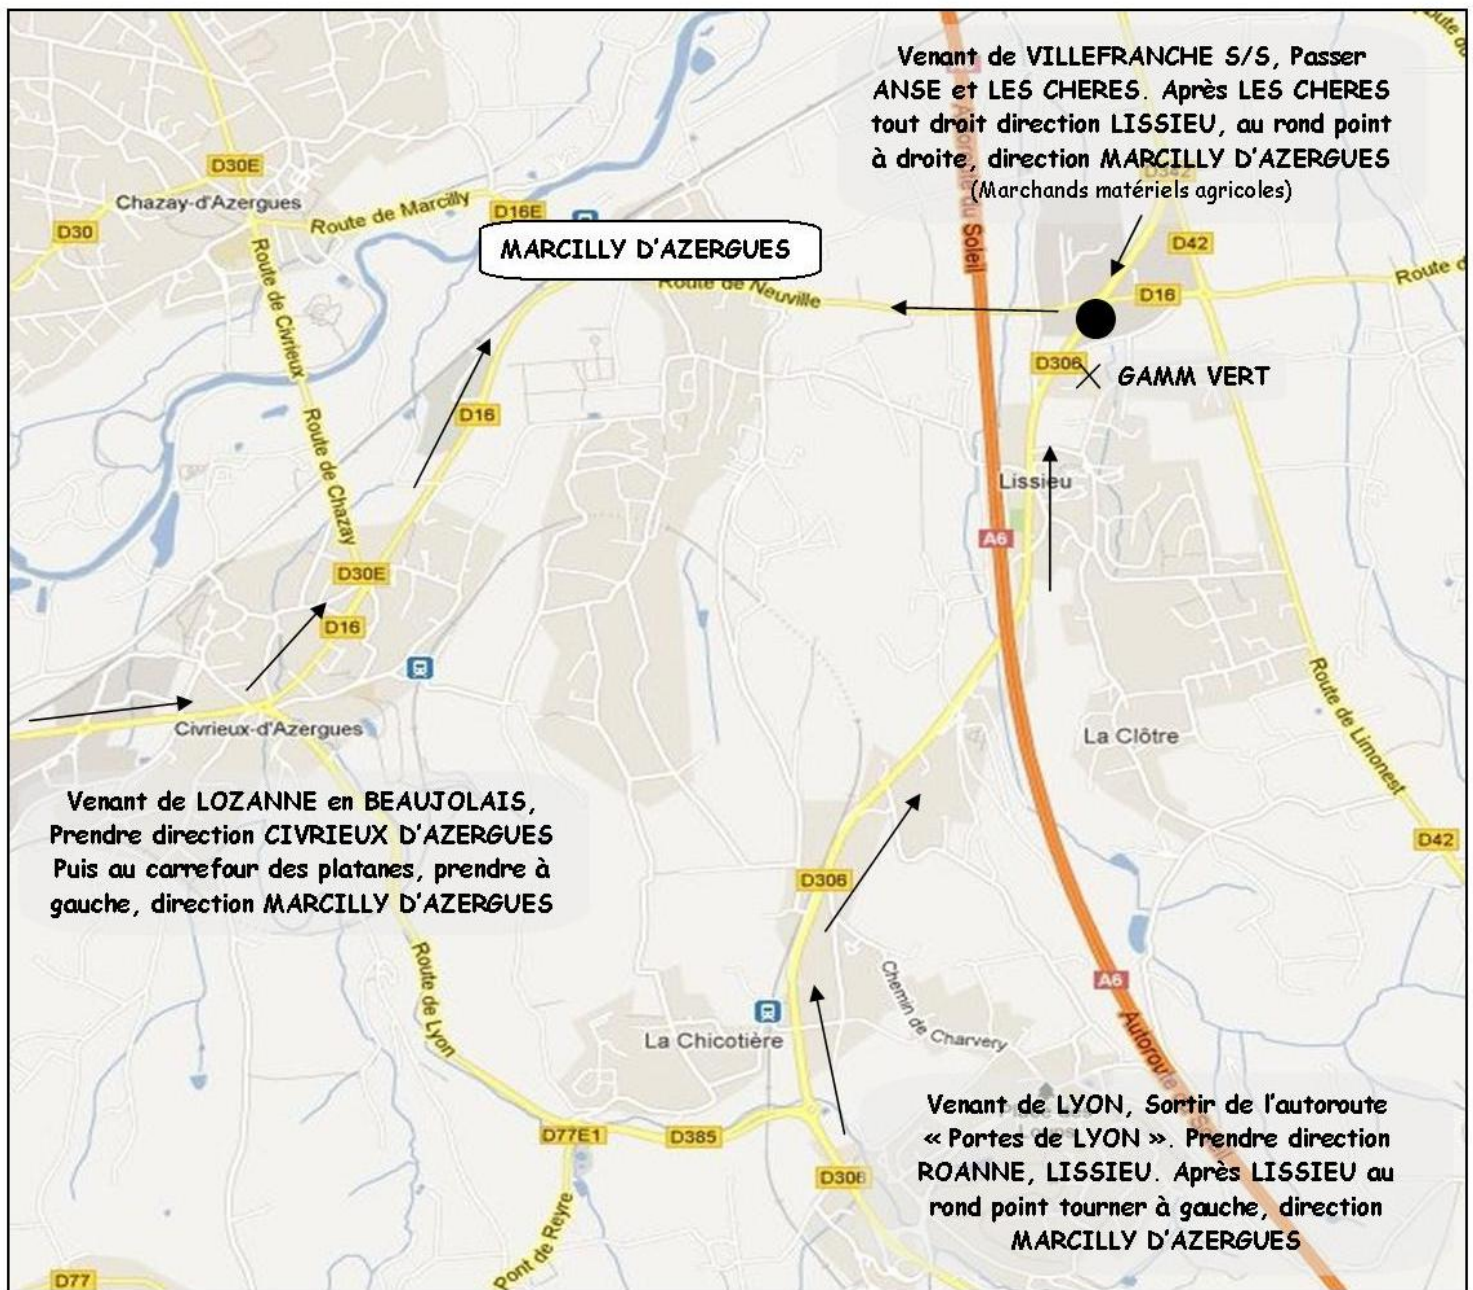 Venant de VILLEFRANCHE S/S, Passer
ANSE et LES CHERES. Après LES CHERES
tout droit direction LISSIEU, au rond point
à droite, direction MARCILLY D'AZERGUES
(Marchands matériels agricoles)
D30E
Chazay-d'Azergues
Route de Marcilly
D16E
D30
MARCILLY D'AZERGUES
Route de Neuville
Autoroute du Soleil
D342
D42
Route d
D16
Route de Civrieux
D306
GAMM VERT
D16
Route de Chazay
Lissieu
A6
D30E
D16
Civrieux-d'Azergues
La Clôtre
Route de Limonest
D42
Venant de LOZANNE en BEAUJOLAIS,
Prendre direction CIVRIEUX D'AZERGUES
Puis au carrefour des platanes, prendre à
gauche, direction MARCILLY D'AZERGUES
D306
Route de Lyon
Chemin de Charvery
A6
La Chicotière
Autoroute du Soleil
Venant de LYON, Sortir de l'autoroute
« Portes de LYON ». Prendre direction
ROANNE, LISSIEU. Après LISSIEU au
rond point tourner à gauche, direction
MARCILLY D'AZERGUES
D77E1
D385
D306
Pont de Reyre
D77